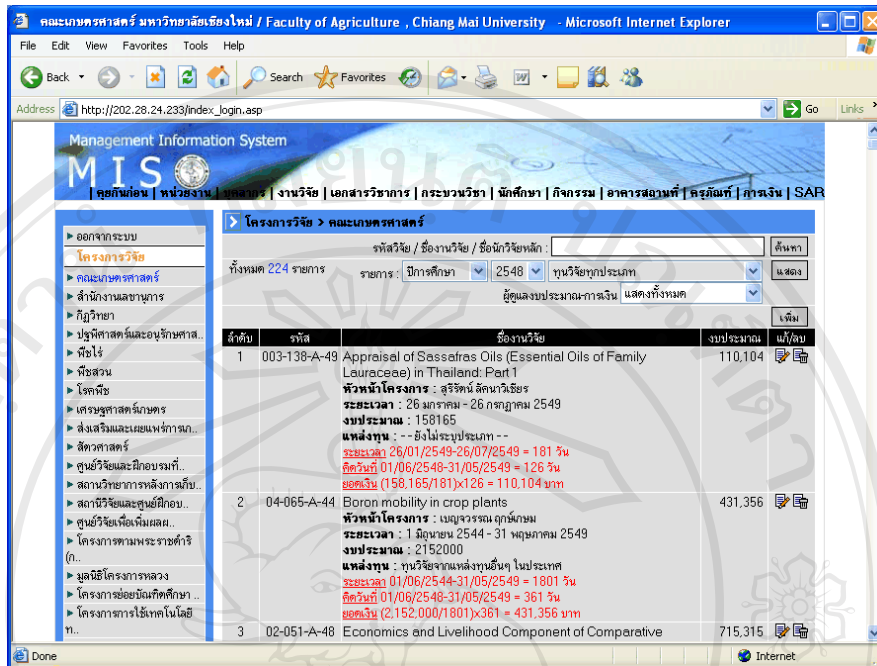 คณะเกษตรศาสตร์ มหาวิทยาลัยเชียงใหม่ / Faculty of Agriculture , Chiang Mai University - Microsoft Internet Explorer
File Edit View Favorites Tools Help
Back Search Favorites
Address http://202.28.24.233/index_login.asp Go Links
Management Information System
MIS
| คุยกันก่อน | หน่วยงาน | บุคลากร | งานวิจัย | เอกสารวิชาการ | กระบวนวิชา | นักศึกษา | กิจกรรม | อาคารสถานที่ | ครุภัณฑ์ | การเงิน | SAR
ออกจากระบบ
โครงการวิจัย
คณะเกษตรศาสตร์
สำนักงานเลขานุการ
กีฏวิทยา
ปฐพีศาสตร์และอนุรักษศาส..
พืชไร่
พืชสวน
โรคพืช
เศรษฐศาสตร์เกษตร
ส่งเสริมและเผยแพร่การเก..
สัตวศาสตร์
ศูนย์วิจัยและฝึกอบรมที่..
สถานวิทยาการหลังการเก็บ..
สถานีวิจัยและศูนย์ฝึกอบ..
ศูนย์วิจัยเพื่อเพิ่มผลผ..
โครงการตามพระราชดำริ
(ก..
มูลนิธิโครงการหลวง
โครงการย่อยบัณฑิตศึกษา ..
โครงการการใช้เทคโนโลยี
ท..
โครงการวิจัย > คณะเกษตรศาสตร์
รหัสวิจัย / ชื่องานวิจัย / ชื่อนักวิจัยหลัก : ค้นหา
ทั้งหมด 224 รายการ รายการ : ปีการศึกษา 2548 ทุนวิจัยทุกประเภท แสดง
ผู้ดูแลงบประมาณ-การเงิน แสดงทั้งหมด
เพิ่ม
ลำดับ รหัส ชื่องานวิจัย งบประมาณ แก้/ลบ
1 003-138-A-49 Appraisal of Sassafras Oils (Essential Oils of Family 110,104
Lauraceae) in Thailand: Part 1
หัวหน้าโครงการ : สุรีรัตน์ ลัคนาวิเชียร
ระยะเวลา : 26 มกราคม - 26 กรกฎาคม 2549
งบประมาณ : 158165
แหล่งทุน : --ยังไม่ระบุประเภท--
ระยะเวลา 26/01/2549-26/07/2549 = 181 วัน
คิดวันที่ 01/06/2548-31/05/2549 = 126 วัน
ยอดเงิน (158,165/181)x126 = 110,104 บาท
2 04-065-A-44 Boron mobility in crop plants 431,356
หัวหน้าโครงการ : เบญจวรรณ ฤกษ์เกษม
ระยะเวลา : 1 มิถุนายน 2544 - 31 พฤษภาคม 2549
งบประมาณ : 2152000
แหล่งทุน : ทุนวิจัยจากแหล่งทุนอื่นๆ ในประเทศ
ระยะเวลา 01/06/2544-31/05/2549 = 1801 วัน
คิดวันที่ 01/06/2548-31/05/2549 = 361 วัน
ยอดเงิน (2,152,000/1801)x361 = 431,356 บาท
3 02-051-A-48 Economics and Livelihood Component of Comparative 715,315
Done Internet